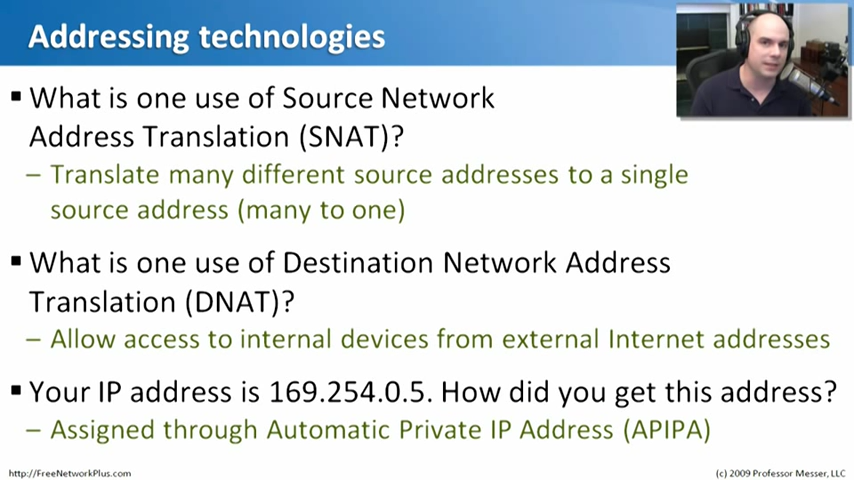 Addressing technologies
▪ What is one use of Source Network
Address Translation (SNAT)?
– Translate many different source addresses to a single
source address (many to one)
▪ What is one use of Destination Network Address
Translation (DNAT)?
– Allow access to internal devices from external Internet addresses
▪ Your IP address is 169.254.0.5. How did you get this address?
– Assigned through Automatic Private IP Address (APIPA)
http://FreeNetworkPlus.com
(c) 2009 Professor Messer, LLC